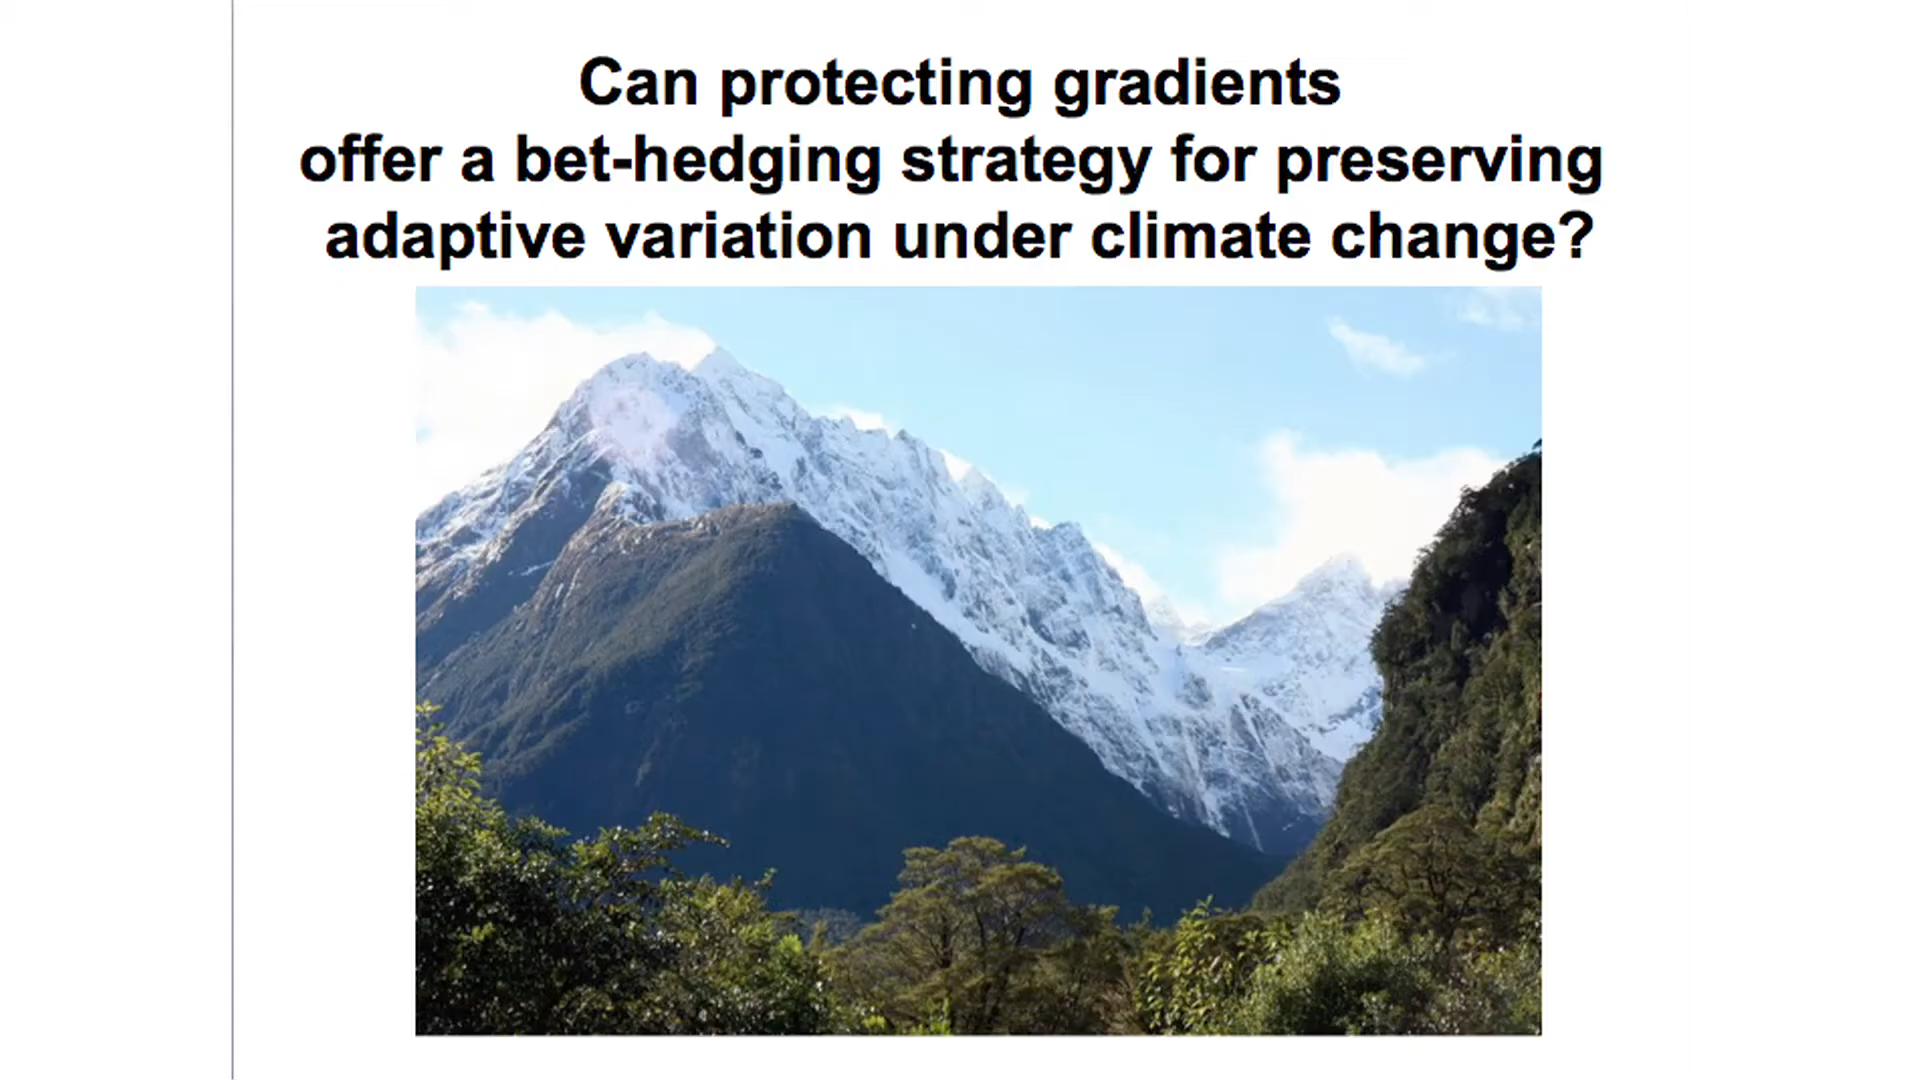 Can protecting gradients
offer a bet-hedging strategy for preserving
adaptive variation under climate change?